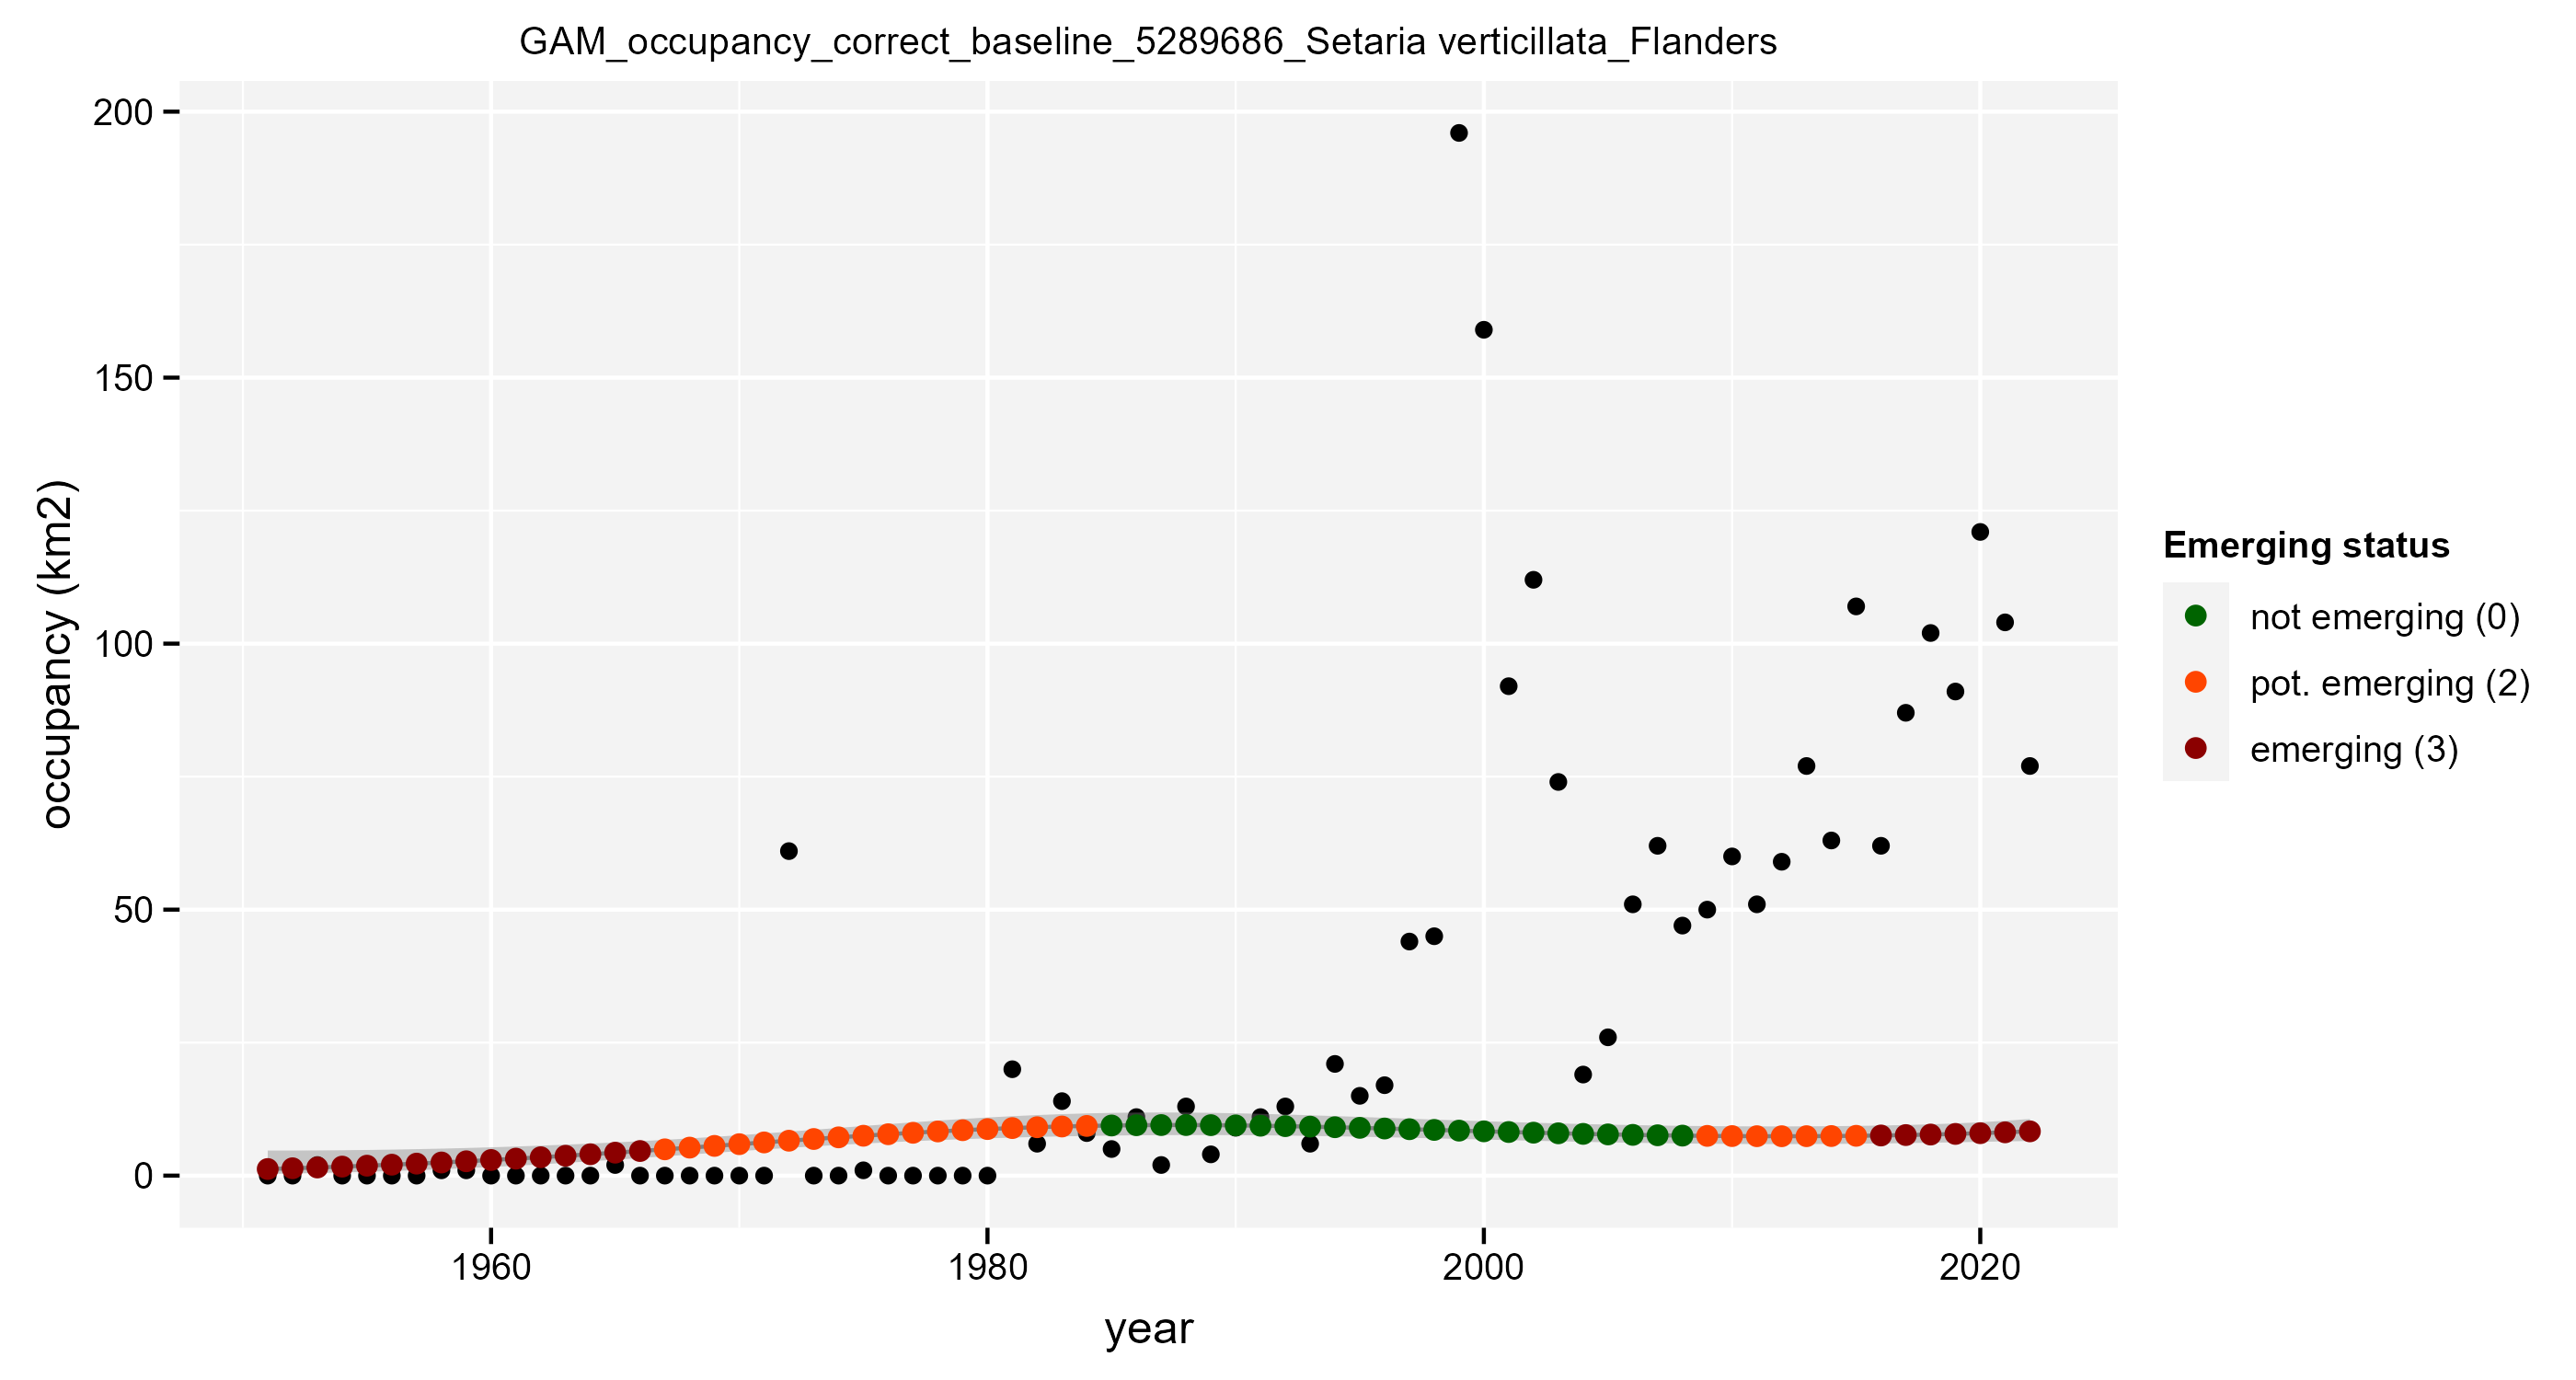 GAM_occupancy_correct_baseline_5289686_Setaria verticillata_Flanders
200
150
100
50
0
occupancy (km2)
1960
1980
2000
2020
year
Emerging status
not emerging (0)
pot. emerging (2)
emerging (3)